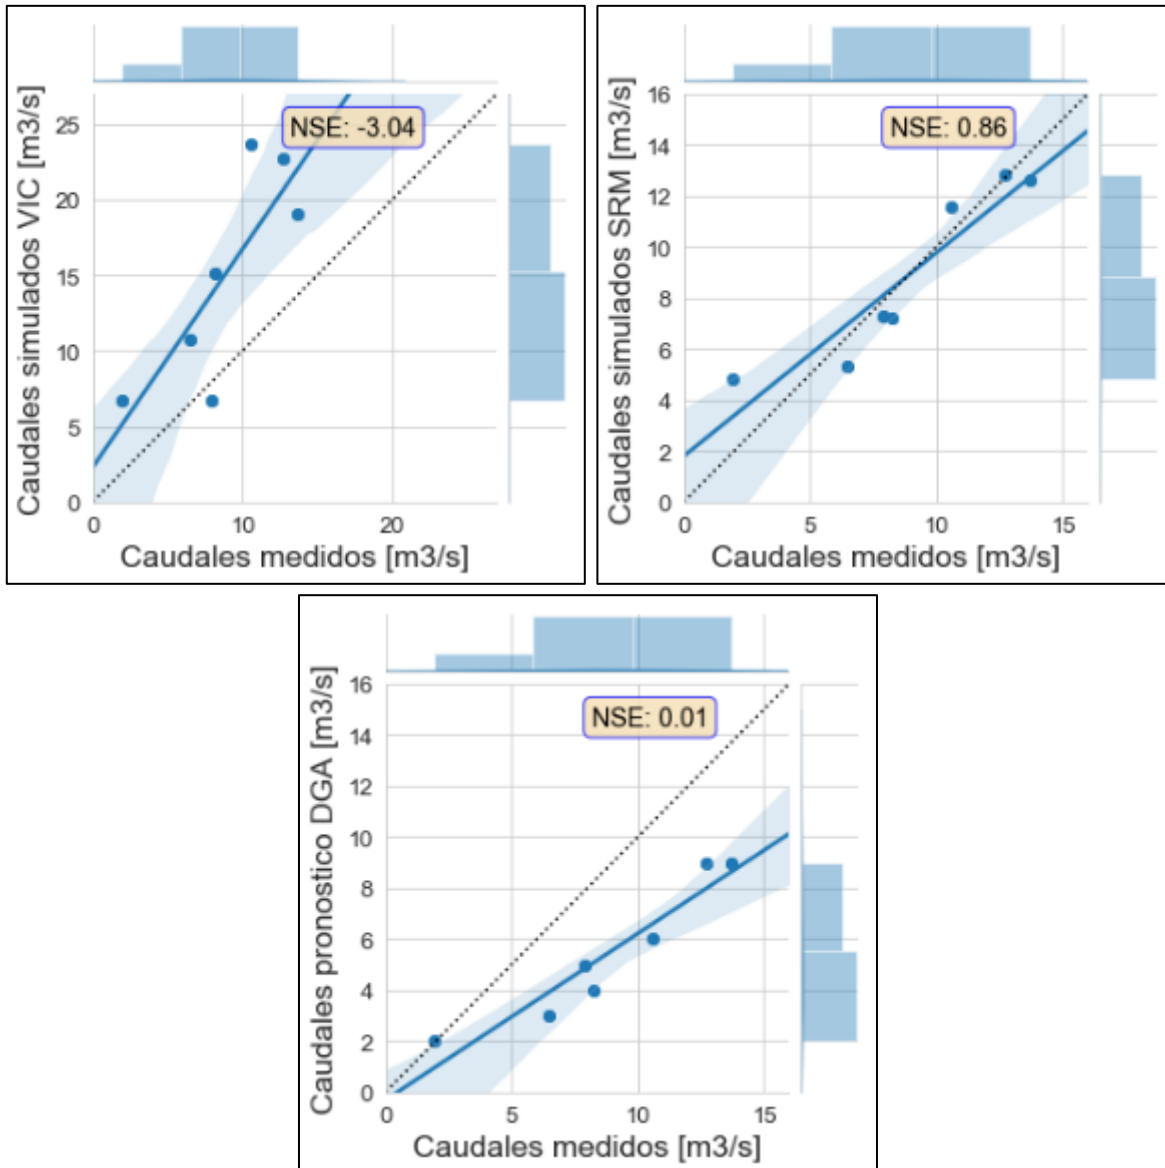 Caudales simulados VIC [m3/s]
NSE: -3.04
25
20
15
10
5
0
0 10 20
Caudales medidos [m3/s]
Caudales simulados SRM [m3/s]
NSE: 0.86
16
14
12
10
8
6
4
2
0
0 5 10 15
Caudales medidos [m3/s]
Caudales pronostico DGA [m3/s]
NSE: 0.01
16
14
12
10
8
6
4
2
0
0 5 10 15
Caudales medidos [m3/s]